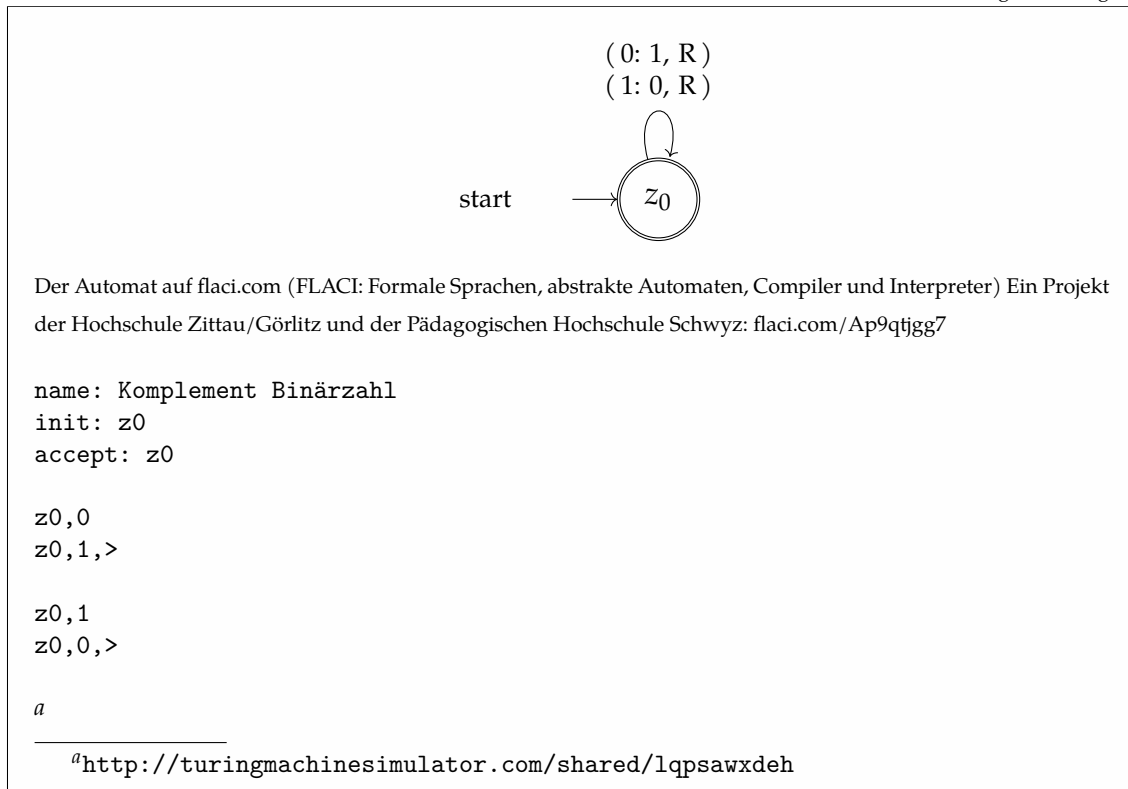 ( 0: 1, R )
( 1: 0, R )
start
z0
Der Automat auf flaci.com (FLACI: Formale Sprachen, abstrakte Automaten, Compiler und Interpreter) Ein Projekt
der Hochschule Zittau/Görlitz und der Pädagogischen Hochschule Schwyz: flaci.com/Ap9qtjgg7
name: Komplement Binärzahl
init: z0
accept: z0
z0,0
z0,1,>
z0,1
z0,0,>
a
ahttp://turingmachinesimulator.com/shared/lqpsawxdeh